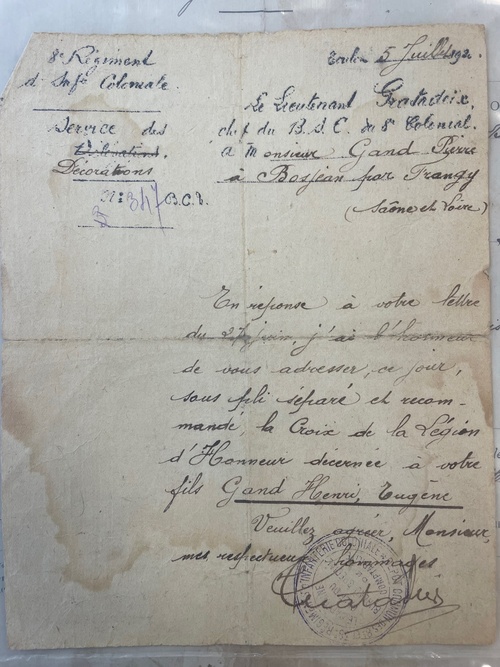 8e Régiment
d'Infie Coloniale
Toulon 5 Juillet 192
Service des
Décorations
No: 347 B.C.I.
Le Lieutenant
chef du B.S.C. du 8e Colonial.
à Monsieur Gand Pierre
à Bosjean par Frangy
(Saône et Loire)
En réponse à votre lettre
du 27 juin, j'ai l'honneur
de vous adresser, ce jour,
sous pli séparé et recom-
mandé, la Croix de la Légion
d'Honneur décernée à votre
fils Gand Henri, Eugène
Veuillez agréer, Monsieur,
mes respectueux hommages